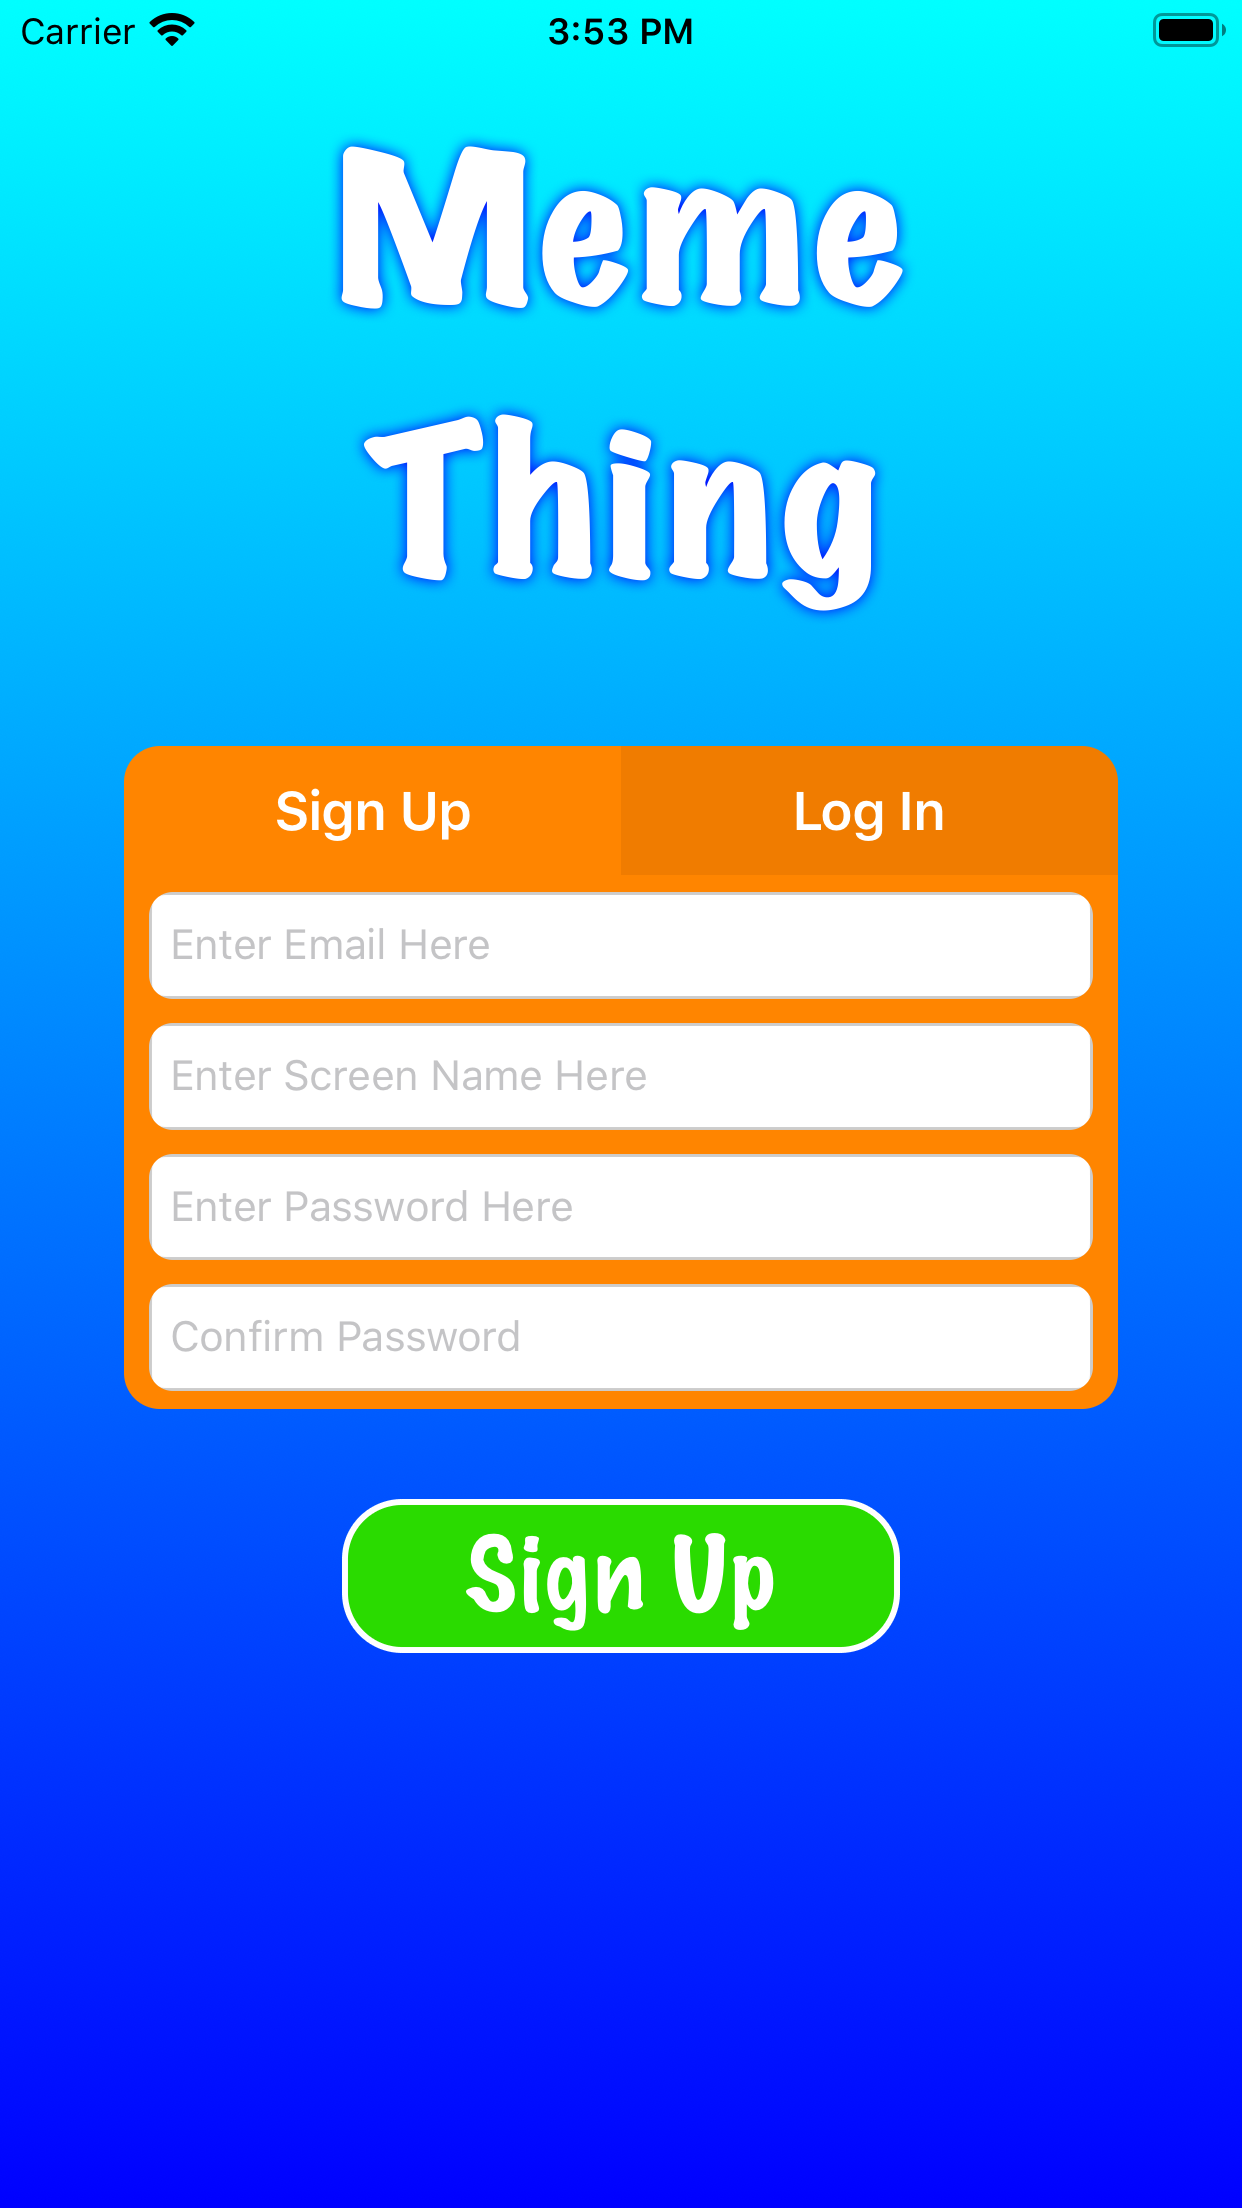 Carrier 3:53 PM
Meme
Thing
Sign Up Log In
Enter Email Here
Enter Screen Name Here
Enter Password Here
Confirm Password
Sign Up